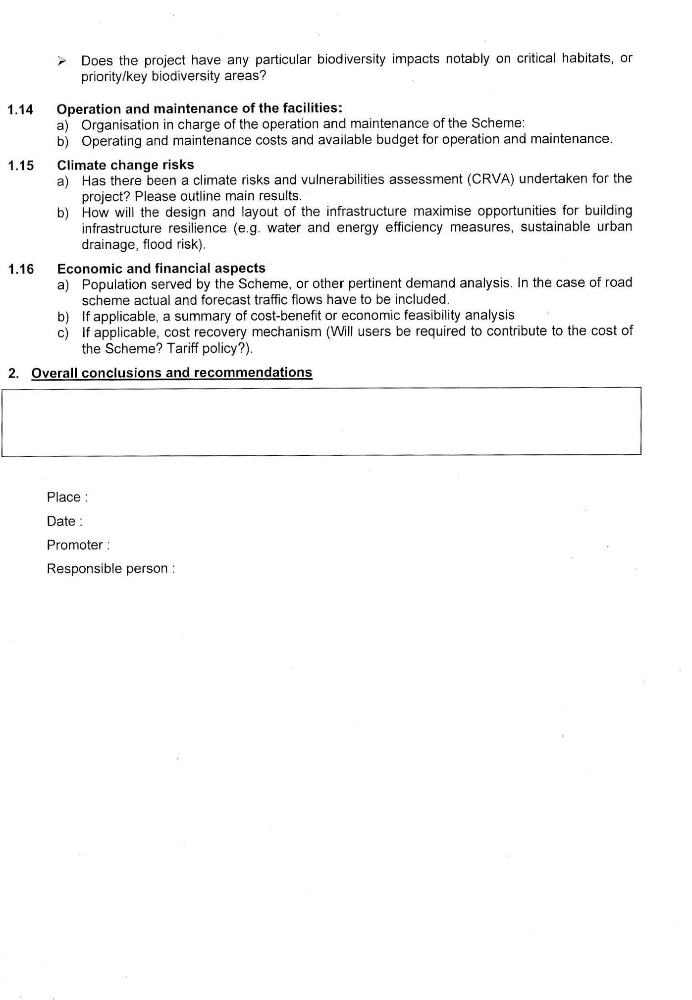 ➢ Does the project have any particular biodiversity impacts notably on critical habitats, or
priority/key biodiversity areas?
1.14 Operation and maintenance of the facilities:
a) Organisation in charge of the operation and maintenance of the Scheme:
b) Operating and maintenance costs and available budget for operation and maintenance.
1.15 Climate change risks
a) Has there been a climate risks and vulnerabilities assessment (CRVA) undertaken for the
project? Please outline main results.
b) How will the design and layout of the infrastructure maximise opportunities for building
infrastructure resilience (e.g. water and energy efficiency measures, sustainable urban
drainage, flood risk).
1.16 Economic and financial aspects
a) Population served by the Scheme, or other pertinent demand analysis. In the case of road
scheme actual and forecast traffic flows have to be included.
b) If applicable, a summary of cost-benefit or economic feasibility analysis
c) If applicable, cost recovery mechanism (Will users be required to contribute to the cost of
the Scheme? Tariff policy?).
2. Overall conclusions and recommendations
Place :
Date :
Promoter :
Responsible person :